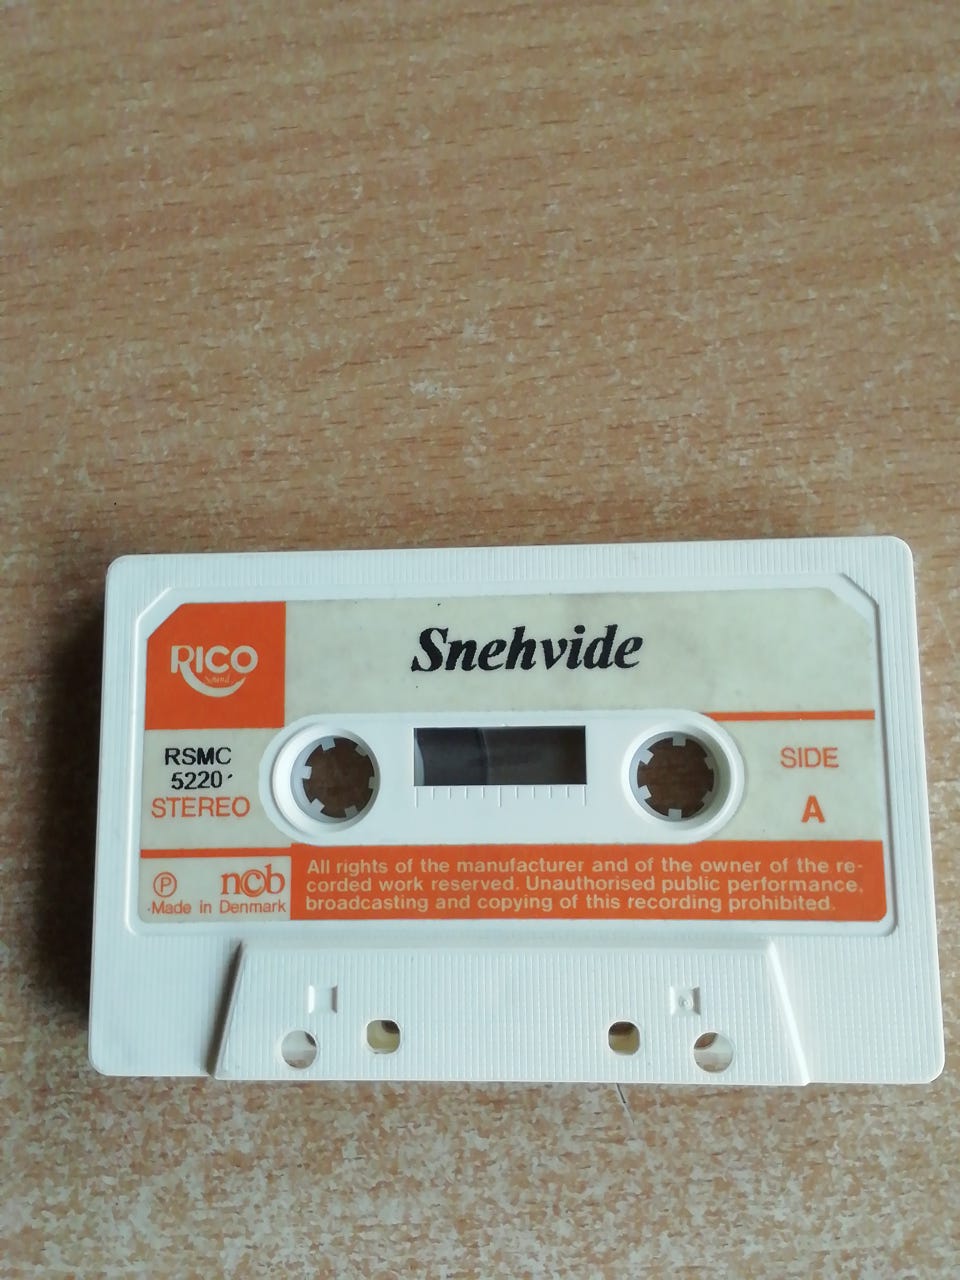 Snehvide
RICO
Sound
RSMC
5220
STEREO
SIDE
A
P
ncb
Made in Denmark
All rights of the manufacturer and of the owner of the re-
corded work reserved. Unauthorised public performance,
broadcasting and copying of this recording prohibited.